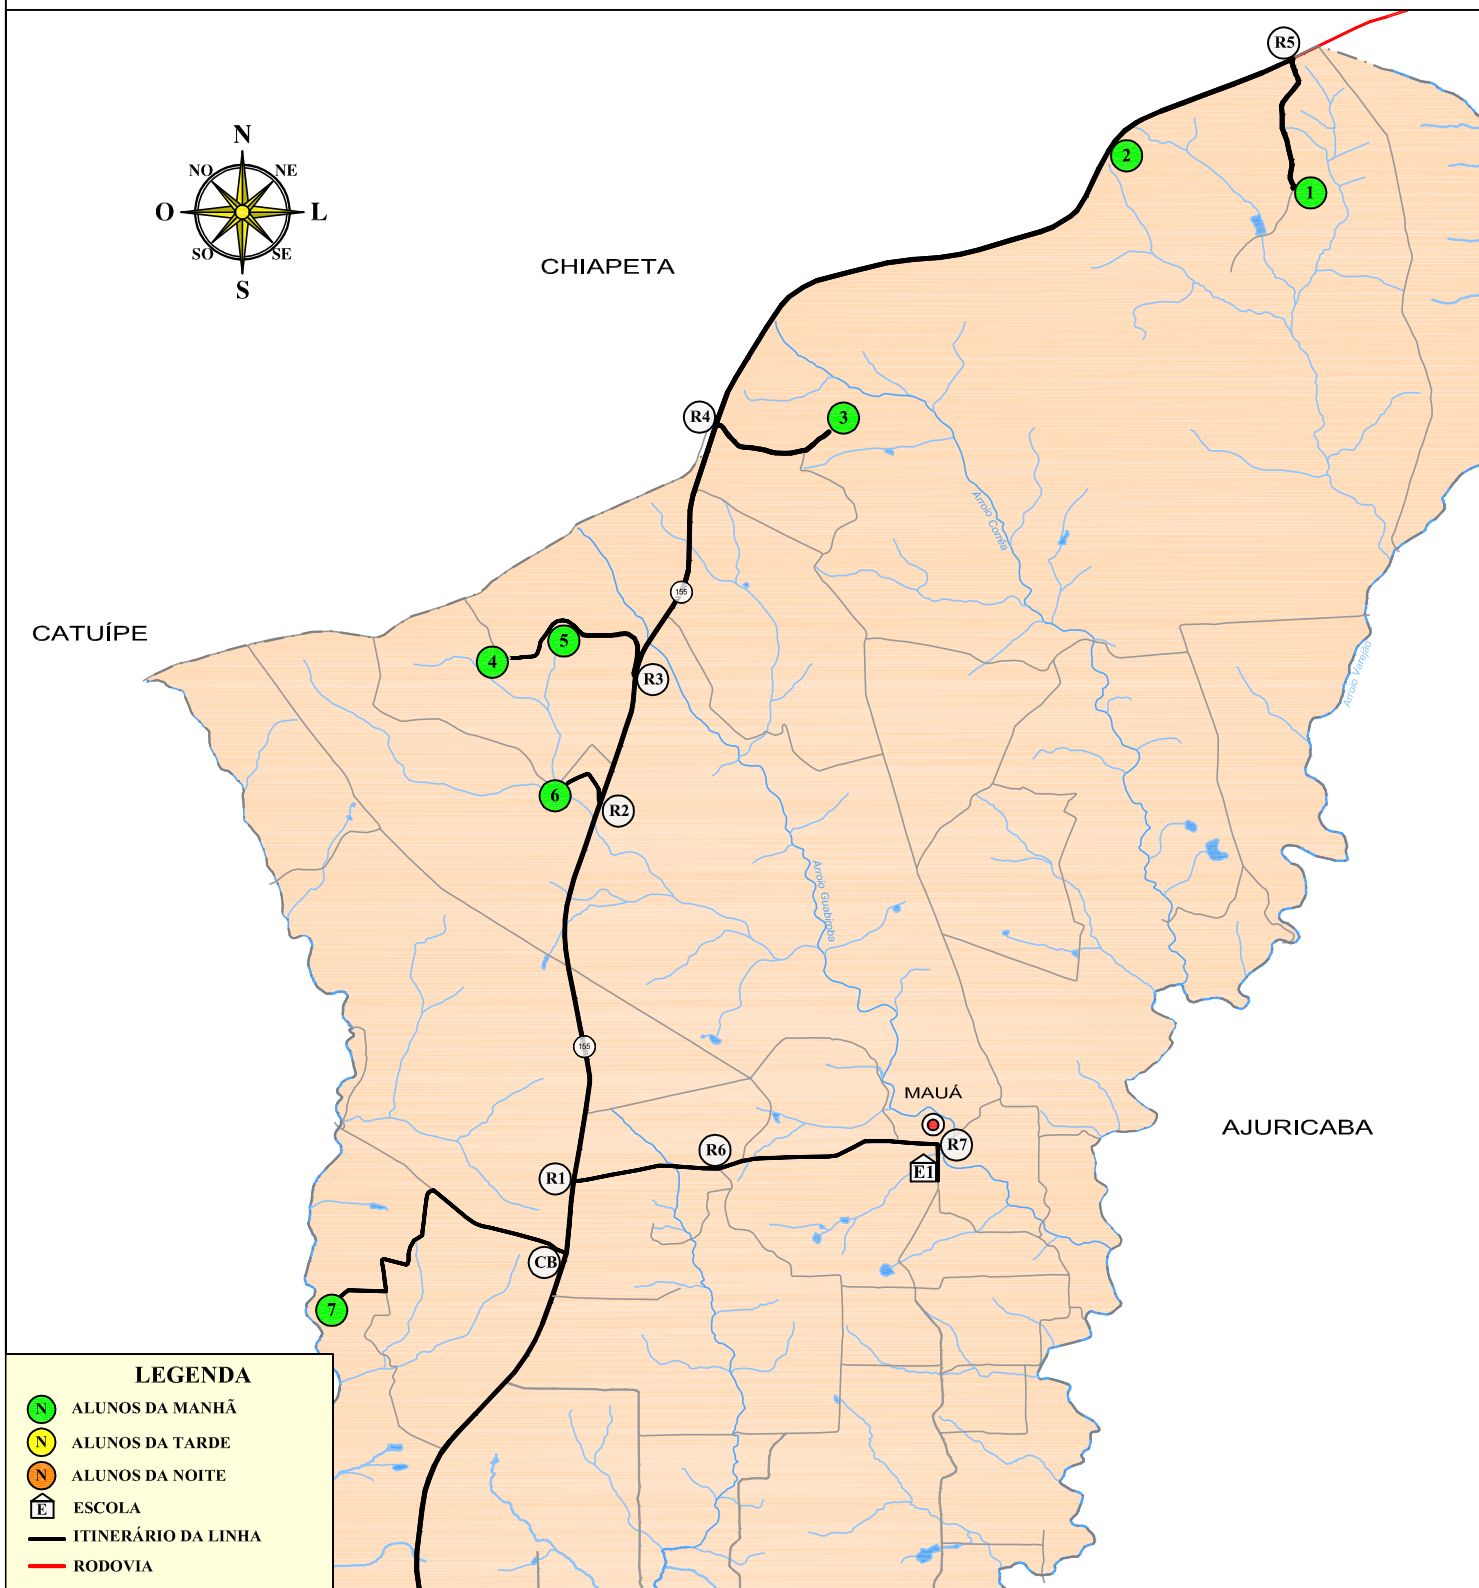 R5
N
NO
NE
2
1
O
L
SO
SE
CHIAPETA
S
R4
3
Arroio Corrêa
155
CATUÍPE
5
4
R3
Arroio Varejão
6
R2
Arroio Guabiroba
155
MAUÁ
AJURICABA
R6
R7
R1
E1
CB
7
LEGENDA
N ALUNOS DA MANHÃ
N ALUNOS DA TARDE
N ALUNOS DA NOITE
E ESCOLA
ITINERÁRIO DA LINHA
RODOVIA